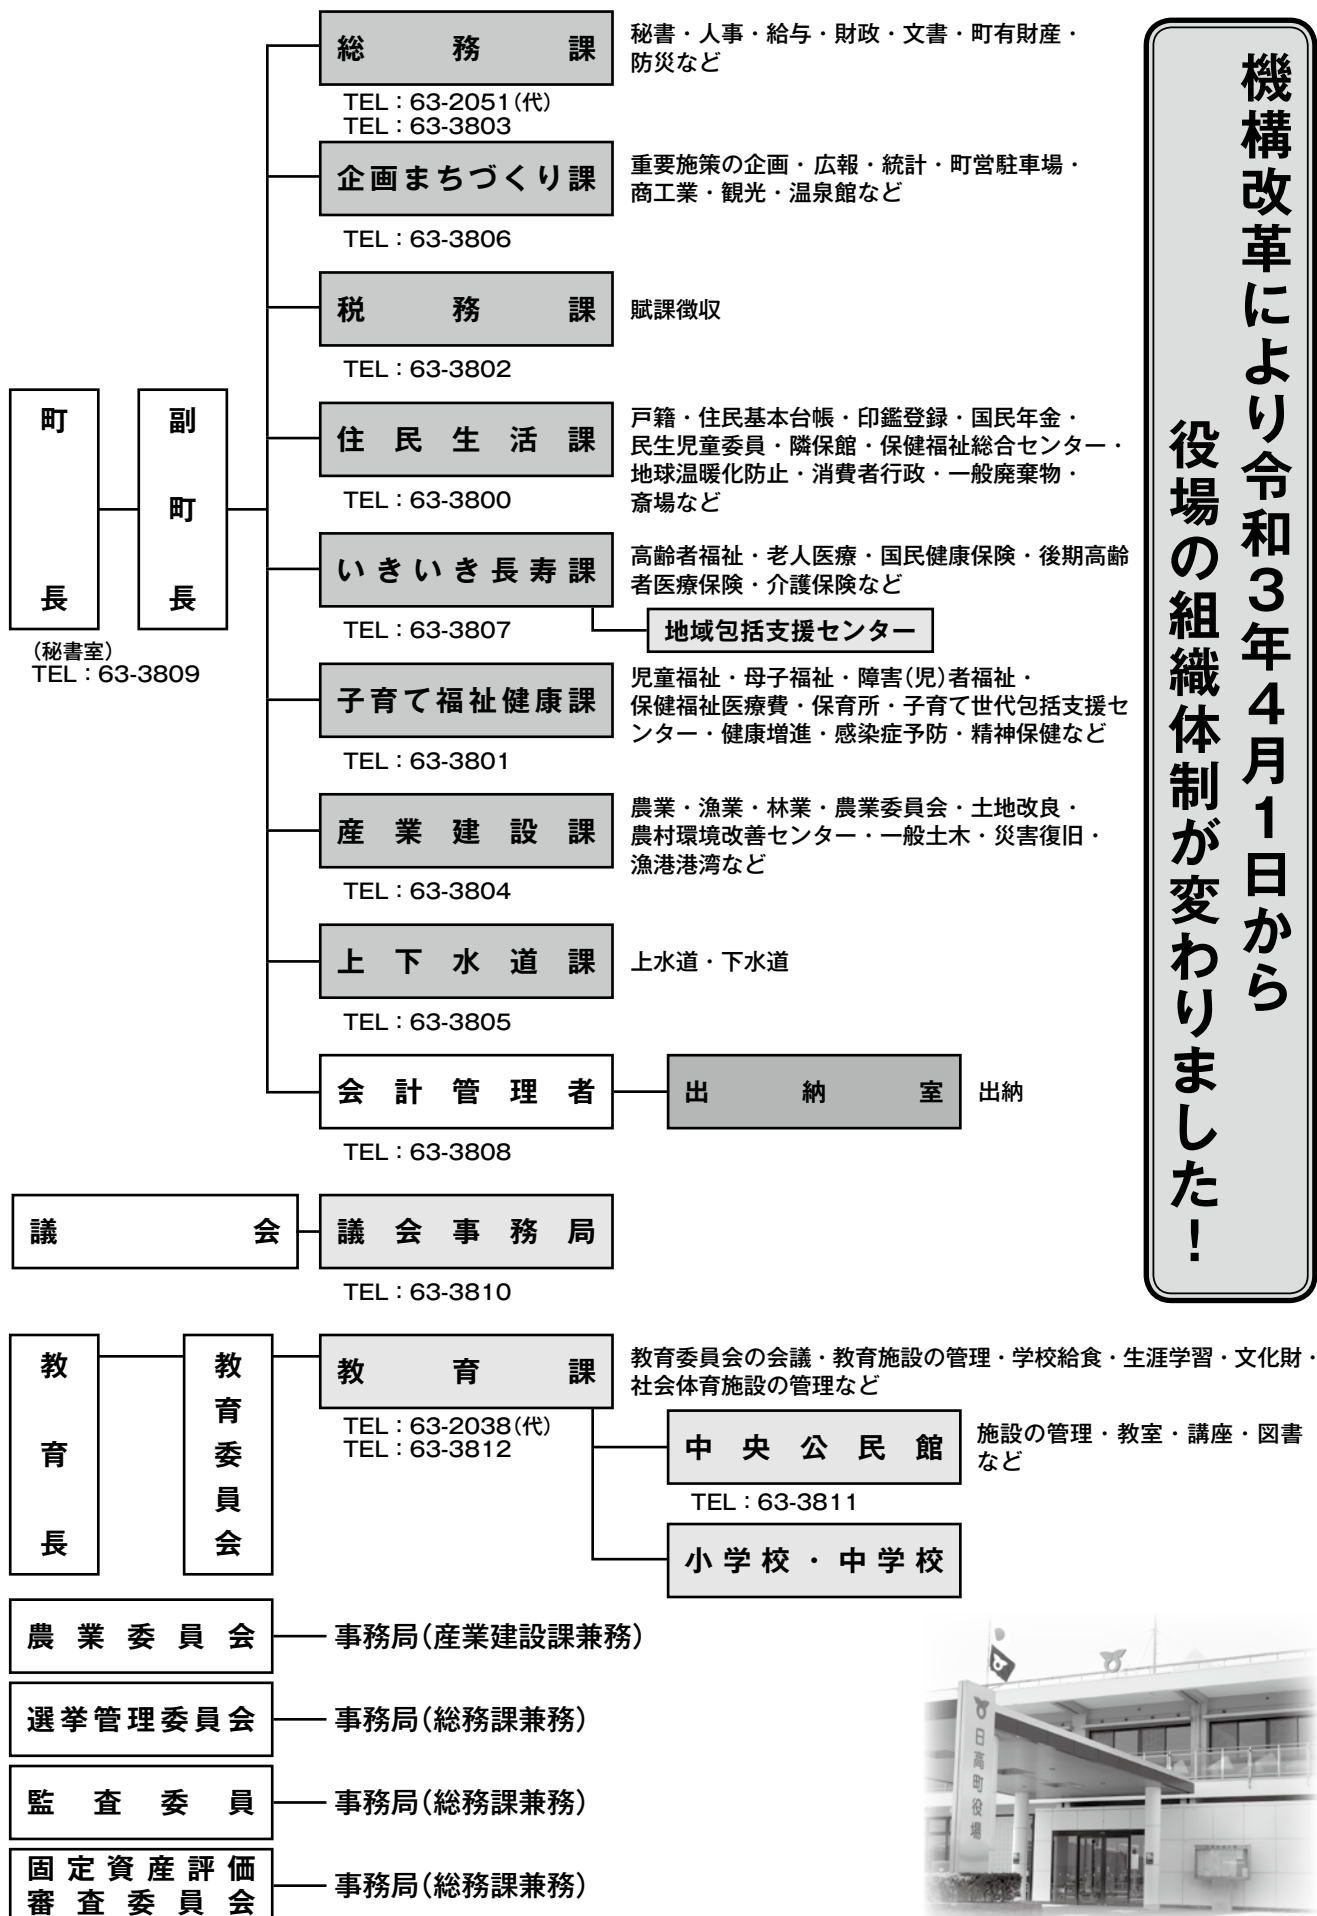 機構改革により令和３年４月１日から
役場の組織体制が変わりました！
町長
(秘書室)
TEL：63-3809
副町長
総務課
秘書・人事・給与・財政・文書・町有財産・
防災など
TEL：63-2051(代)
TEL：63-3803
企画まちづくり課
重要施策の企画・広報・統計・町営駐車場・
商工業・観光・温泉館など
TEL：63-3806
税務課
賦課徴収
TEL：63-3802
住民生活課
戸籍・住民基本台帳・印鑑登録・国民年金・
民生児童委員・隣保館・保健福祉総合センター・
地球温暖化防止・消費者行政・一般廃棄物・
斎場など
TEL：63-3800
いきいき長寿課
高齢者福祉・老人医療・国民健康保険・後期高齢
者医療保険・介護保険など
TEL：63-3807
地域包括支援センター
子育て福祉健康課
児童福祉・母子福祉・障害(児)者福祉・
保健福祉医療費・保育所・子育て世代包括支援セ
ンター・健康増進・感染症予防・精神保健など
TEL：63-3801
産業建設課
農業・漁業・林業・農業委員会・土地改良・
農村環境改善センター・一般土木・災害復旧・
漁港港湾など
TEL：63-3804
上下水道課
上水道・下水道
TEL：63-3805
会計管理者
TEL：63-3808
出納室
出納
議会
議会事務局
TEL：63-3810
教育長
教育委員会
教育課
教育委員会の会議・教育施設の管理・学校給食・生涯学習・文化財・
社会体育施設の管理など
TEL：63-2038(代)
TEL：63-3812
中央公民館
施設の管理・教室・講座・図書
など
TEL：63-3811
小学校・中学校
農業委員会
事務局(産業建設課兼務)
選挙管理委員会
事務局(総務課兼務)
監査委員
事務局(総務課兼務)
固定資産評価
審査委員会
事務局(総務課兼務)
日高町役場